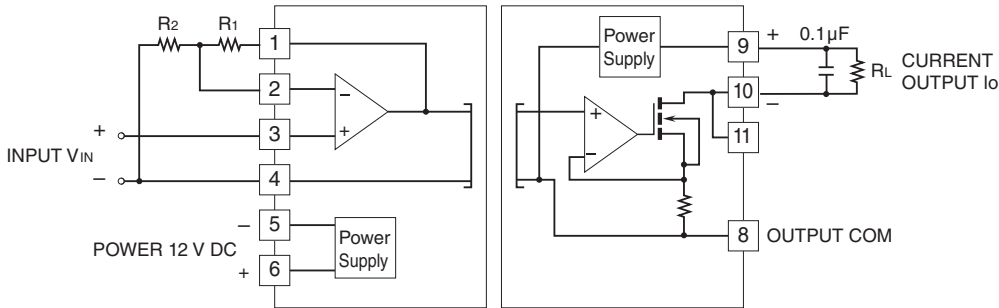 R2 R1
1
2
3
4
5
6
−
+
+
INPUT VIN
−
−
POWER 12 V DC
+
Power
Supply
Power
Supply
+
−
9
10
11
8
+
−
0.1µF
RL
CURRENT
OUTPUT Io
OUTPUT COM